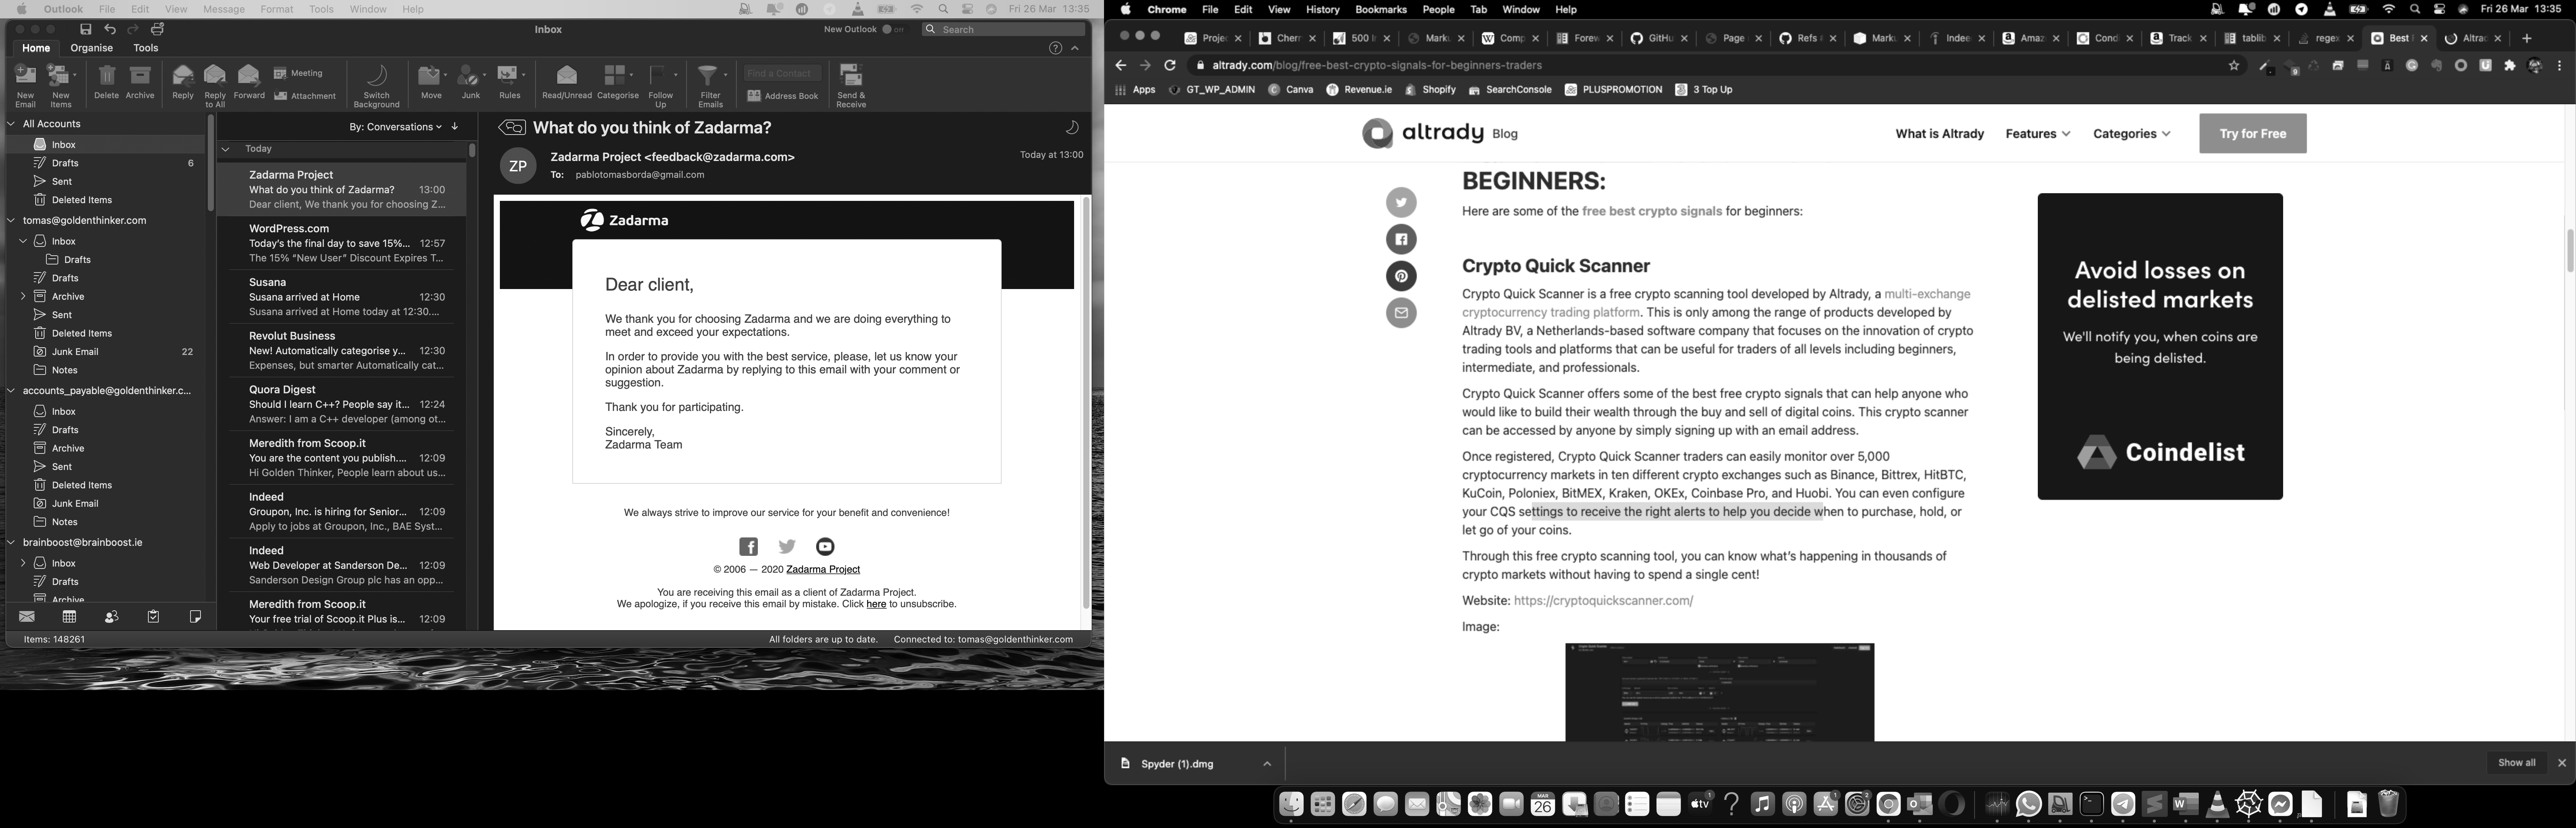 Outlook File Edit View Message Format Tools Window Help
Fri 26 Mar 13:35
Inbox
New Outlook on
Search
Home Organise Tools
New Email
New Items
Delete
Archive
Reply
Reply to All
Forward
Meeting
Attachment
Switch Background
Move
Junk
Rules
Read/Unread
Categorise
Follow Up
Filter Emails
Find a Contact
Address Book
Send & Receive
All Accounts
Inbox
Drafts 6
Sent
Deleted Items
tomas@goldenthinker.com
Inbox
Drafts
Drafts
Archive
Sent
Deleted Items
Junk Email 22
Notes
accounts_payable@goldenthinker.c...
Inbox
Drafts
Archive
Sent
Deleted Items
Junk Email
Notes
brainboost@brainboost.ie
Inbox
Drafts
Archive
Items: 148261
By: Conversations
Today
Zadarma Project
What do you think of Zadarma? 13:00
Dear client, We thank you for choosing Z...
WordPress.com
Today's the final day to save 15%... 12:57
The 15% “New User” Discount Expires T...
Susana
Susana arrived at Home 12:30
Susana arrived at Home today at 12:30....
Revolut Business
New! Automatically categorise y... 12:30
Expenses, but smarter Automatically cat...
Quora Digest
Should I learn C++? People say it... 12:24
Answer: I am a C++ developer (among ot...
Meredith from Scoop.it
You are the content you publish.... 12:09
Hi Golden Thinker, People learn about us...
Indeed
Groupon, Inc. is hiring for Senior... 12:09
Apply to jobs at Groupon, Inc., BAE Syst...
Indeed
Web Developer at Sanderson De... 12:09
Sanderson Design Group plc has an opp...
Meredith from Scoop.it
Your free trial of Scoop.it Plus is... 12:09
What do you think of Zadarma?
ZP
Zadarma Project <feedback@zadarma.com>
Today at 13:00
To: pablotomasborda@gmail.com
Zadarma
Dear client,
We thank you for choosing Zadarma and we are doing everything to
meet and exceed your expectations.
In order to provide you with the best service, please, let us know your
opinion about Zadarma by replying to this email with your comment or
suggestion.
Thank you for participating.
Sincerely,
Zadarma Team
We always strive to improve our service for your benefit and convenience!
© 2006 — 2020 Zadarma Project
You are receiving this email as a client of Zadarma Project.
We apologize, if you receive this email by mistake. Click here to unsubscribe.
All folders are up to date. Connected to: tomas@goldenthinker.com
Chrome File Edit View History Bookmarks People Tab Window Help
Fri 26 Mar 13:35
Projec Cherr 500 I Marku Comp Forew GitHu Page Refs Marku Indee Amaz Condi Track tablib regex Best Altrad
altrady.com/blog/free-best-crypto-signals-for-beginners-traders
Apps GT_WP_ADMIN Canva Revenue.ie Shopify SearchConsole PLUSPROMOTION 3 Top Up
altrady Blog
What is Altrady Features Categories Try for Free
BEGINNERS:
Here are some of the free best crypto signals for beginners:
Crypto Quick Scanner
Crypto Quick Scanner is a free crypto scanning tool developed by Altrady, a multi-exchange
cryptocurrency trading platform. This is only among the range of products developed by
Altrady BV, a Netherlands-based software company that focuses on the innovation of crypto
trading tools and platforms that can be useful for traders of all levels including beginners,
intermediate, and professionals.
Crypto Quick Scanner offers some of the best free crypto signals that can help anyone who
would like to build their wealth through the buy and sell of digital coins. This crypto scanner
can be accessed by anyone by simply signing up with an email address.
Once registered, Crypto Quick Scanner traders can easily monitor over 5,000
cryptocurrency markets in ten different crypto exchanges such as Binance, Bittrex, HitBTC,
KuCoin, Poloniex, BitMEX, Kraken, OKEx, Coinbase Pro, and Huobi. You can even configure
your CQS settings to receive the right alerts to help you decide when to purchase, hold, or
let go of your coins.
Through this free crypto scanning tool, you can know what's happening in thousands of
crypto markets without having to spend a single cent!
Website: https://cryptoquickscanner.com/
Image:
Avoid losses on
delisted markets
We'll notify you, when coins are
being delisted.
Coindelist
Spyder (1).dmg
Show all
MAR
26
tv